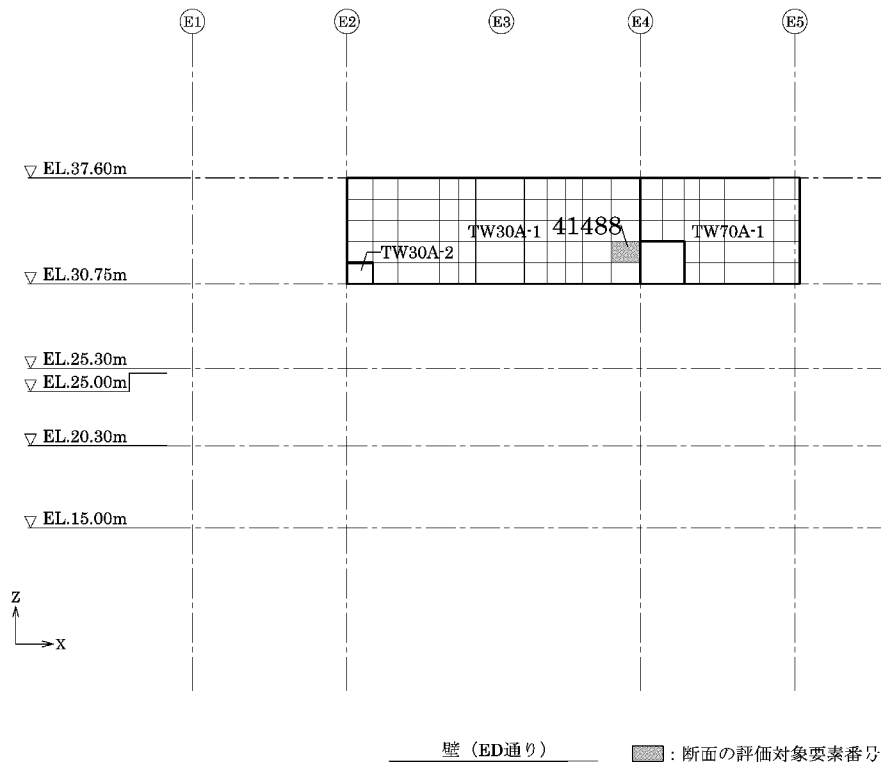 E1 E2 E3 E4 E5
▽ EL.37.60m
TW30A-1 41488 TW70A-1
TW30A-2
▽ EL.30.75m
▽ EL.25.30m
▽ EL.25.00m
▽ EL.20.30m
▽ EL.15.00m
Z
X
壁（ED通り） ：断面の評価対象要素番号